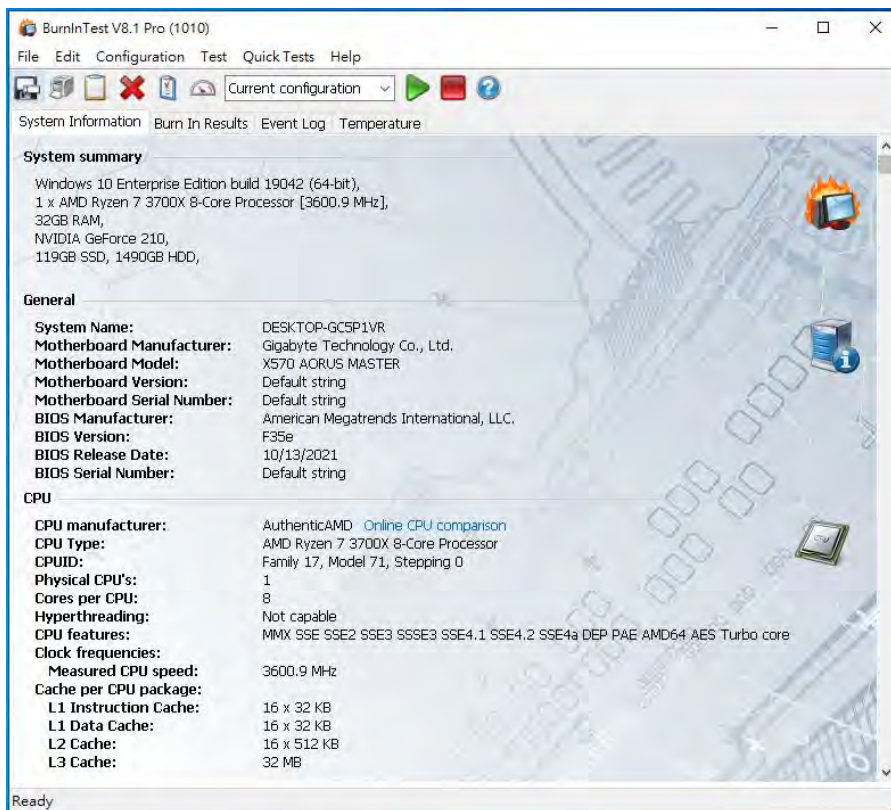 BurnInTest V8.1 Pro (1010)
File Edit Configuration Test Quick Tests Help
Current configuration
System Information Burn In Results Event Log Temperature
System summary
Windows 10 Enterprise Edition build 19042 (64-bit),
1 x AMD Ryzen 7 3700X 8-Core Processor [3600.9 MHz],
32GB RAM,
NVIDIA GeForce 210,
119GB SSD, 1490GB HDD,
General
System Name: DESKTOP-GC5P1VR
Motherboard Manufacturer: Gigabyte Technology Co., Ltd.
Motherboard Model: X570 AORUS MASTER
Motherboard Version: Default string
Motherboard Serial Number: Default string
BIOS Manufacturer: American Megatrends International, LLC.
BIOS Version: F35e
BIOS Release Date: 10/13/2021
BIOS Serial Number: Default string
CPU
CPU manufacturer: AuthenticAMD Online CPU comparison
CPU Type: AMD Ryzen 7 3700X 8-Core Processor
CPUID: Family 17, Model 71, Stepping 0
Physical CPU's: 1
Cores per CPU: 8
Hyperthreading: Not capable
CPU features: MMX SSE SSE2 SSE3 SSSE3 SSE4.1 SSE4.2 SSE4a DEP PAE AMD64 AES Turbo core
Clock frequencies:
Measured CPU speed: 3600.9 MHz
Cache per CPU package:
L1 Instruction Cache: 16 x 32 KB
L1 Data Cache: 16 x 32 KB
L2 Cache: 16 x 512 KB
L3 Cache: 32 MB
Ready